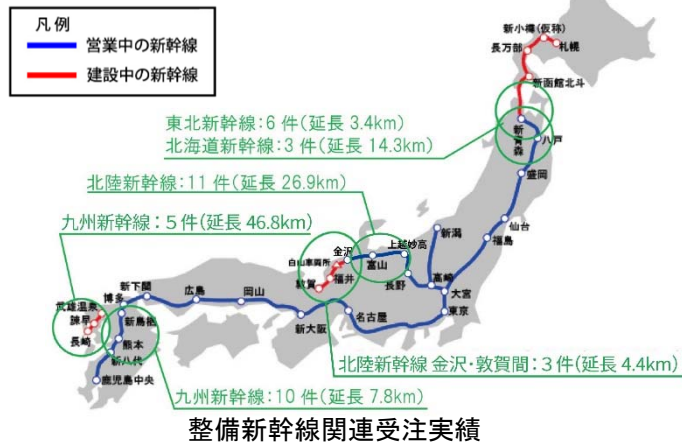 凡例
営業中の新幹線
建設中の新幹線
新小樽(仮称)
札幌
長万部
新函館北斗
東北新幹線:6件(延長3.4km)
北海道新幹線:3件(延長14.3km)
新青森
八戸
盛岡
北陸新幹線:11件(延長26.9km)
仙台
九州新幹線:5件(延長46.8km)
新潟
福島
金沢
上越妙高
白山車両所
富山
敦賀
福井
長野
高崎
大宮
東京
新下関
広島
岡山
名古屋
新大阪
武雄温泉
博多
諫早
新鳥栖
長崎
熊本
新八代
鹿児島中央
北陸新幹線 金沢・敦賀間:3件(延長4.4km)
九州新幹線:10件(延長7.8km)
整備新幹線関連受注実績